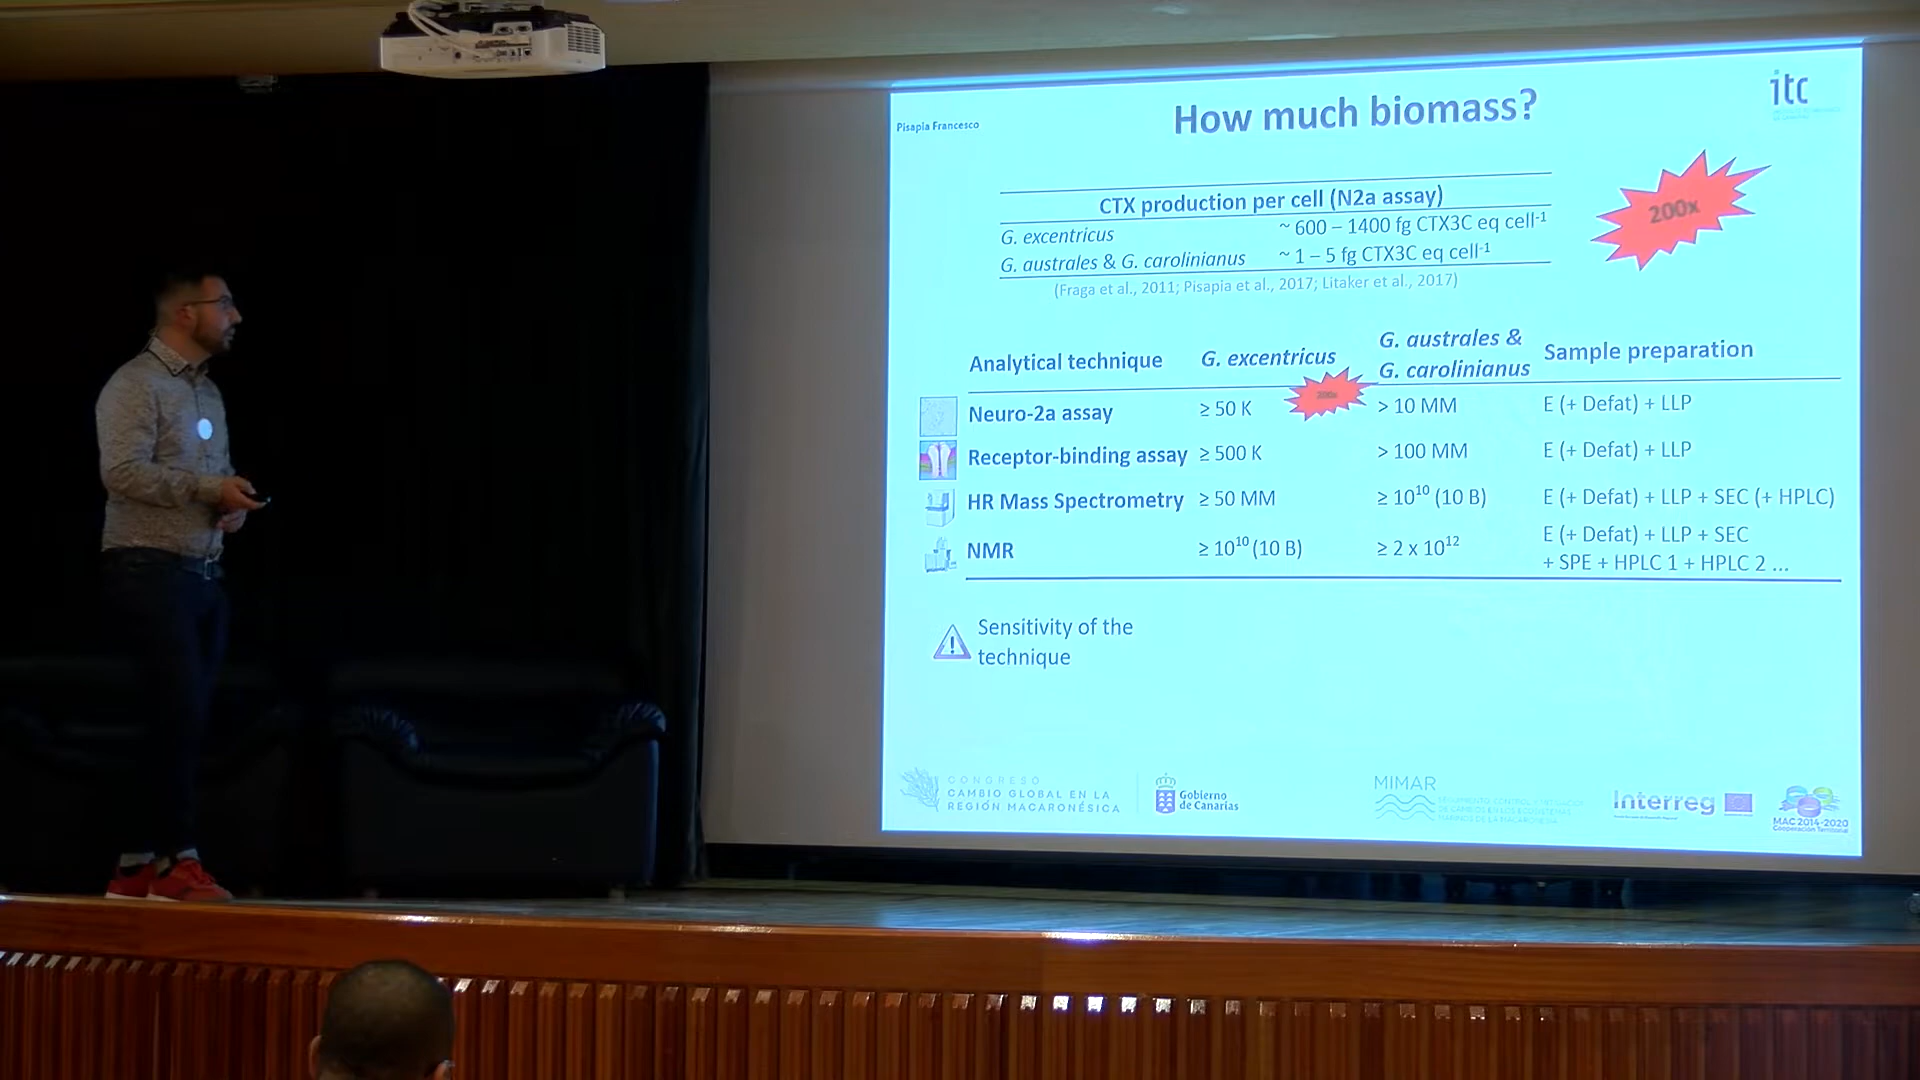 Pisapia Francesco
How much biomass?
itc
CTX production per cell (N2a assay)
G. excentricus ~ 600 – 1400 fg CTX3C eq cell⁻¹
G. australes & G. carolinianus ~ 1 – 5 fg CTX3C eq cell⁻¹
(Fraga et al., 2011; Pisapia et al., 2017; Litaker et al., 2017)
200x
Analytical technique G. excentricus G. australes & G. carolinianus Sample preparation
200x
Neuro-2a assay ≥ 50 K > 10 MM E (+ Defat) + LLP
Receptor-binding assay ≥ 500 K > 100 MM E (+ Defat) + LLP
HR Mass Spectrometry ≥ 50 MM ≥ 10¹⁰ (10 B) E (+ Defat) + LLP + SEC (+ HPLC)
NMR ≥ 10¹⁰ (10 B) ≥ 2 x 10¹² E (+ Defat) + LLP + SEC
+ SPE + HPLC 1 + HPLC 2 ...
Sensitivity of the
technique
CONGRESO
CAMBIO GLOBAL EN LA
REGIÓN MACARONÉSICA
Gobierno
de Canarias
MIMAR
Interreg
MAC 2014-2020
Cooperación Territorial